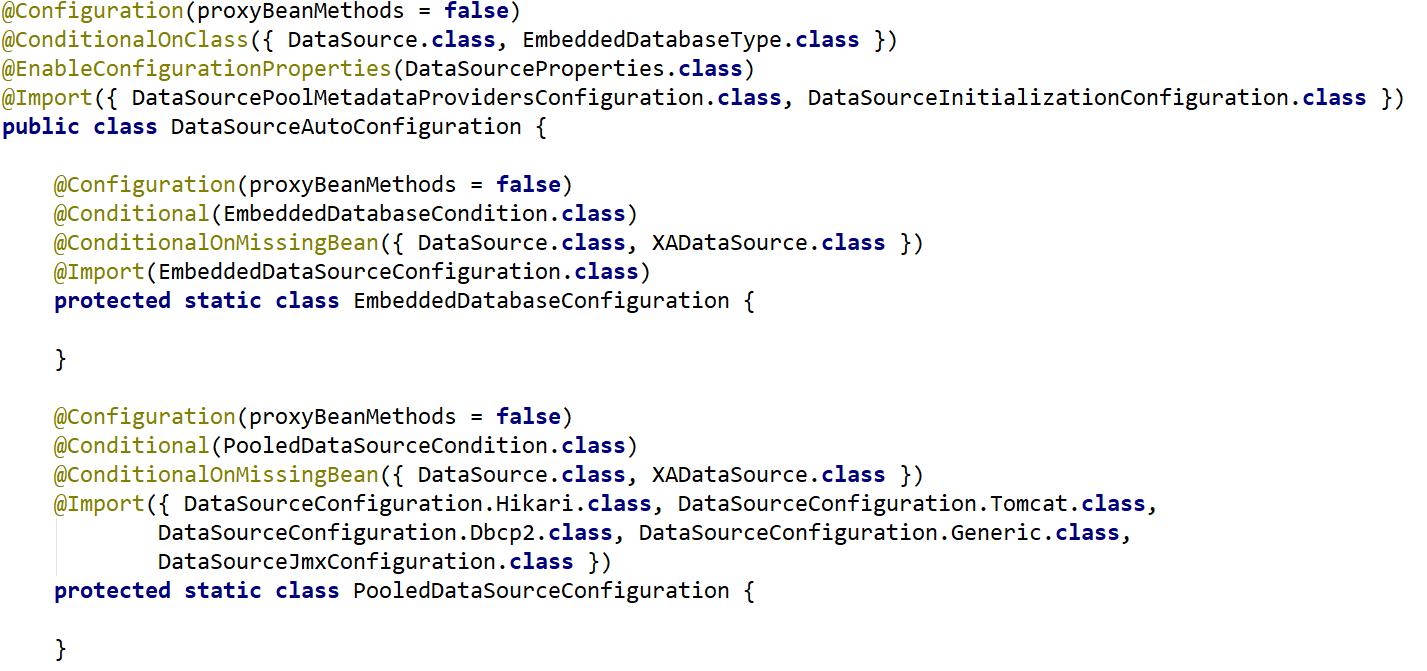 @Configuration(proxyBeanMethods = false)
@ConditionalOnClass({ DataSource.class, EmbeddedDatabaseType.class })
@EnableConfigurationProperties(DataSourceProperties.class)
@Import({ DataSourcePoolMetadataProvidersConfiguration.class, DataSourceInitializationConfiguration.class })
public class DataSourceAutoConfiguration {
@Configuration(proxyBeanMethods = false)
@Conditional(EmbeddedDatabaseCondition.class)
@ConditionalOnMissingBean({ DataSource.class, XADataSource.class })
@Import(EmbeddedDataSourceConfiguration.class)
protected static class EmbeddedDatabaseConfiguration {
}
@Configuration(proxyBeanMethods = false)
@Conditional(PooledDataSourceCondition.class)
@ConditionalOnMissingBean({ DataSource.class, XADataSource.class })
@Import({ DataSourceConfiguration.Hikari.class, DataSourceConfiguration.Tomcat.class,
DataSourceConfiguration.Dbcp2.class, DataSourceConfiguration.Generic.class,
DataSourceJmxConfiguration.class })
protected static class PooledDataSourceConfiguration {
}